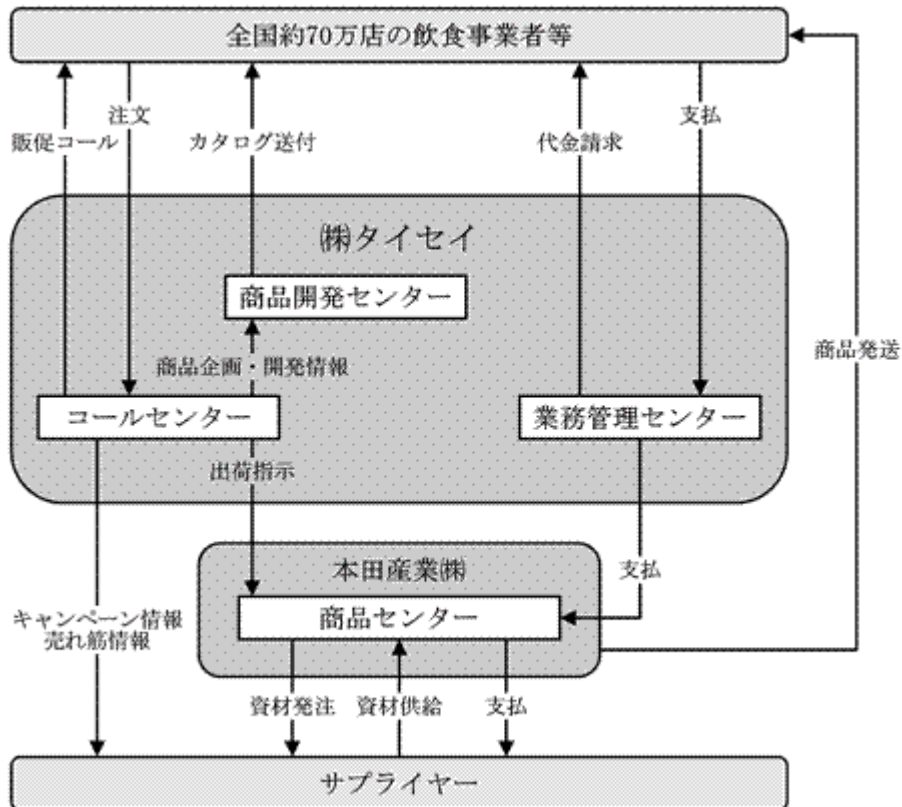 全国約70万店の飲食事業者等
注文
支払
販促コール
カタログ送付
代金請求
㈱タイセイ
商品開発センター
商品発送
商品企画・開発情報
コールセンター
業務管理センター
出荷指示
本田産業㈱
支払
商品センター
キャンペーン情報
売れ筋情報
資材発注
資材供給
支払
サプライヤー